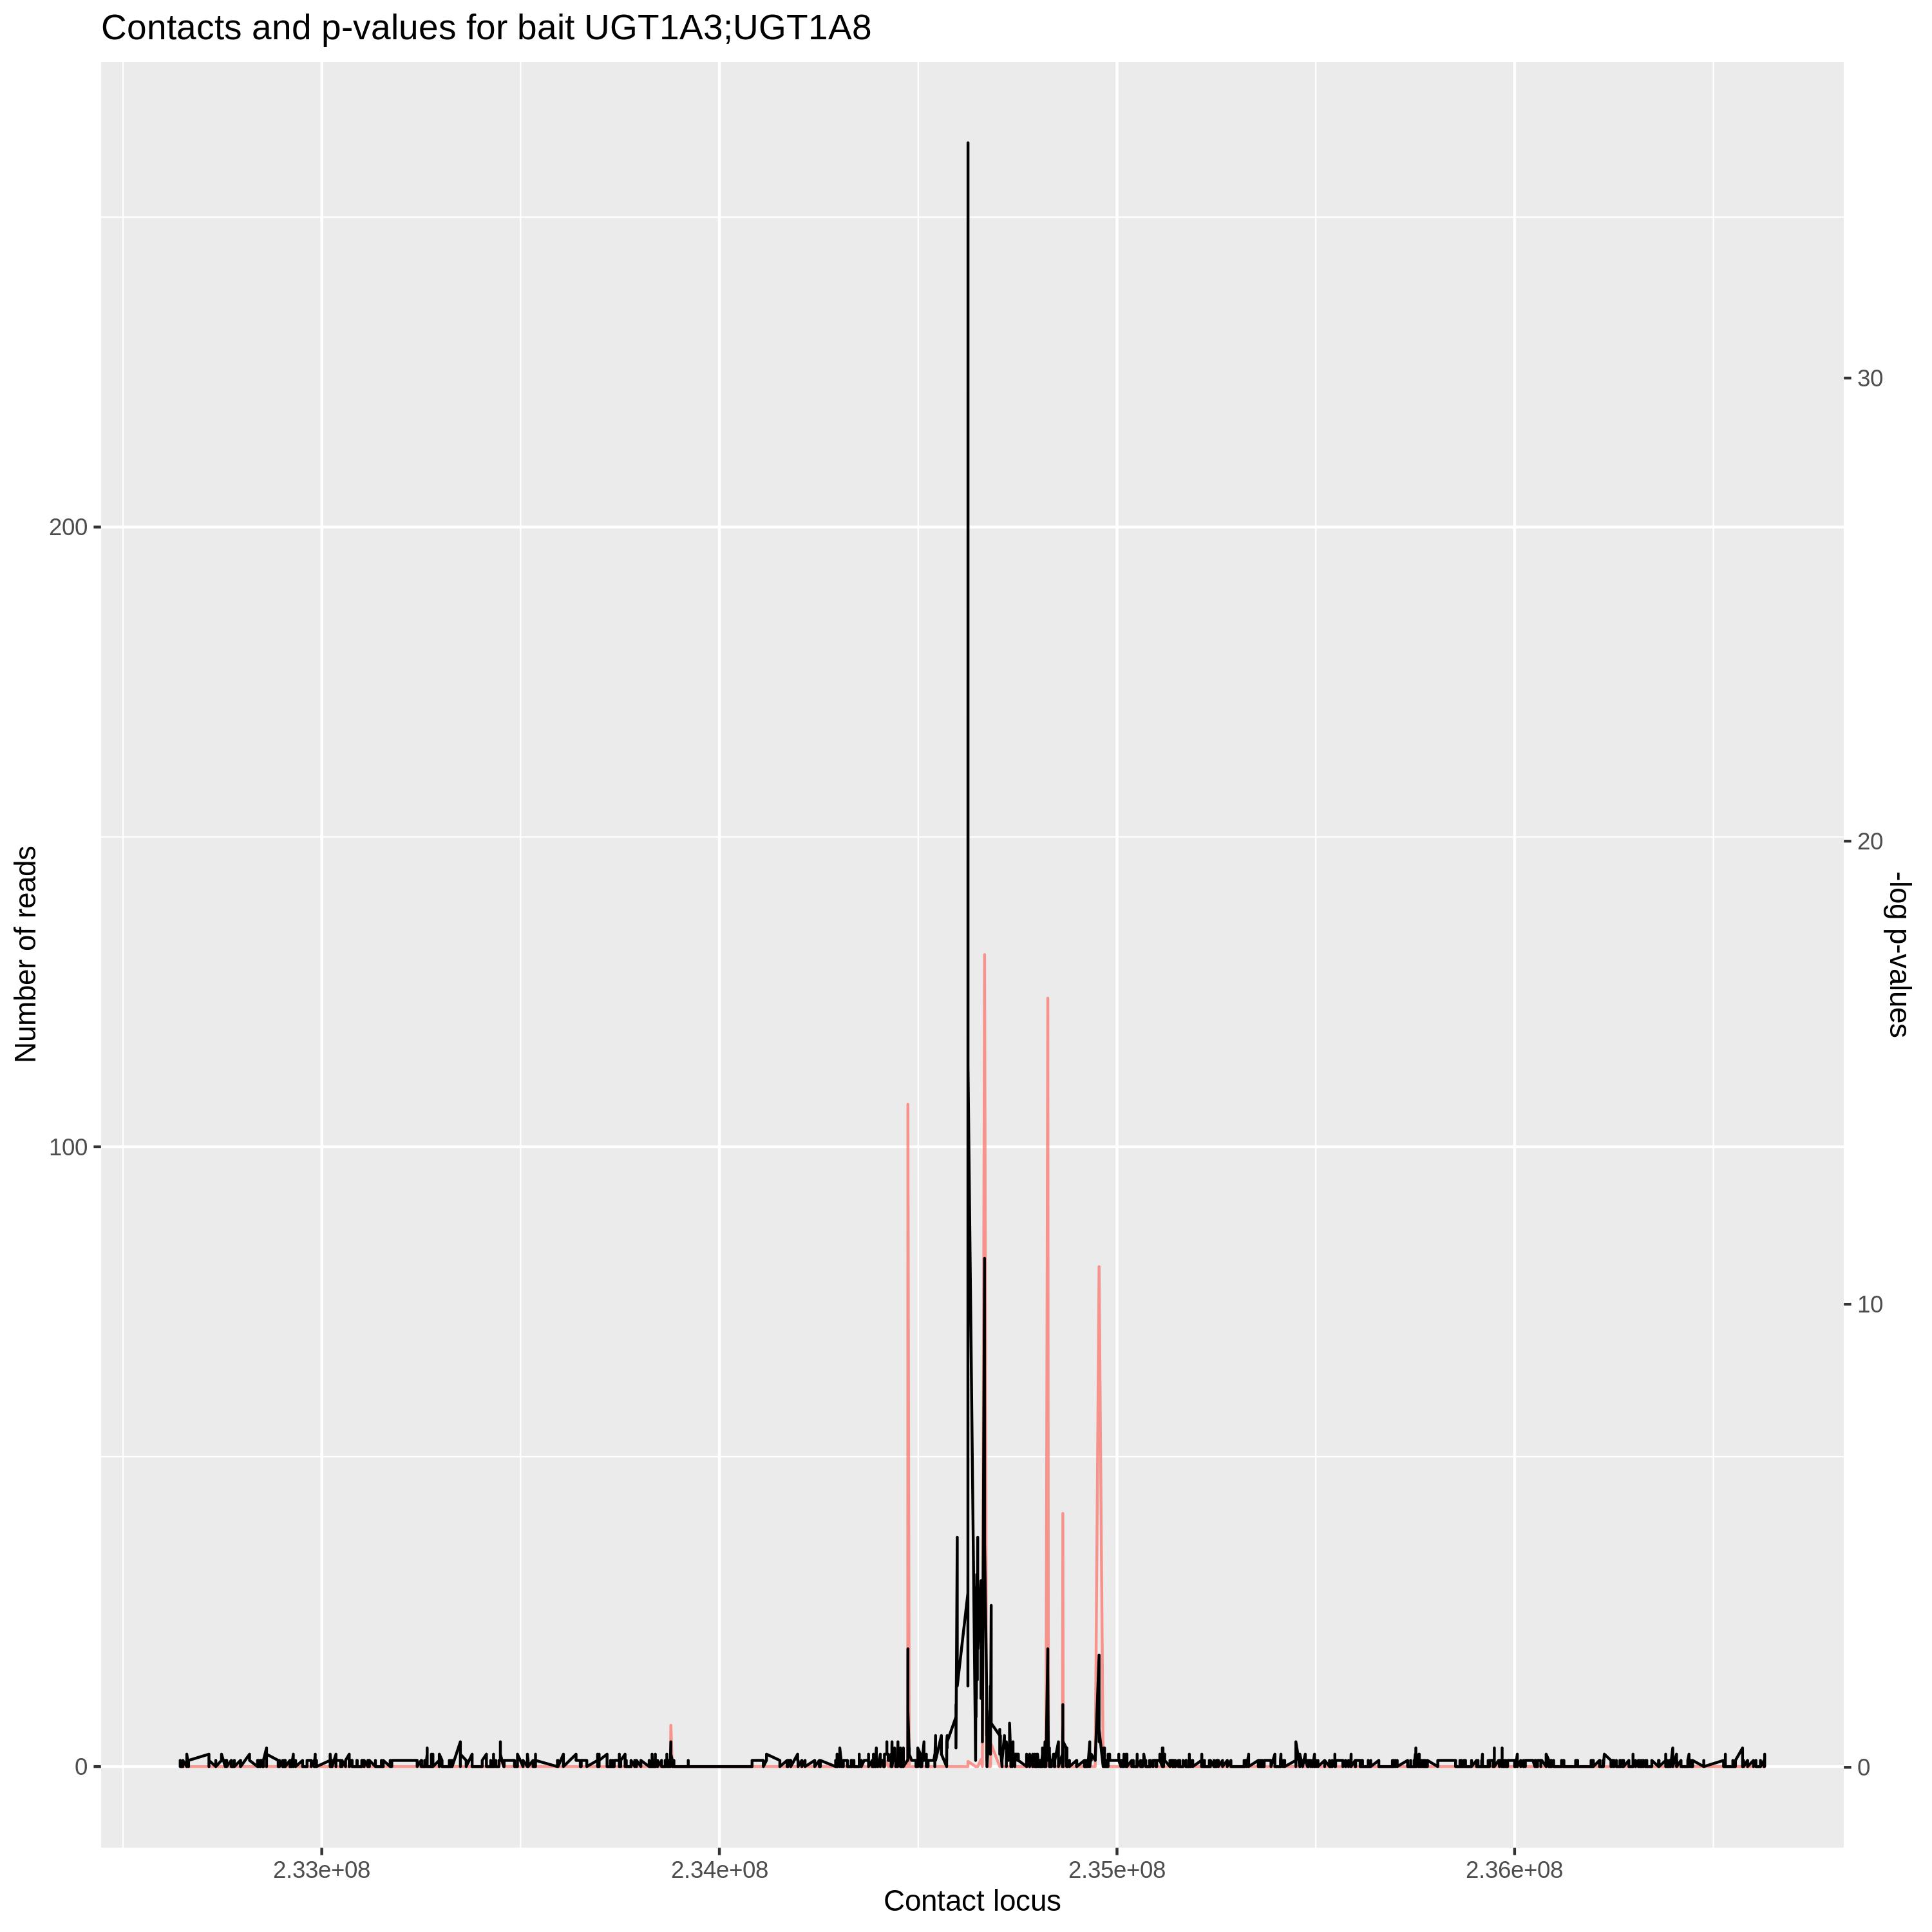 Contacts and p-values for bait UGT1A3;UGT1A8
Number of reads
200
100
0
30
20
10
0
-log p-values
2.33e+08 2.34e+08 2.35e+08 2.36e+08
Contact locus